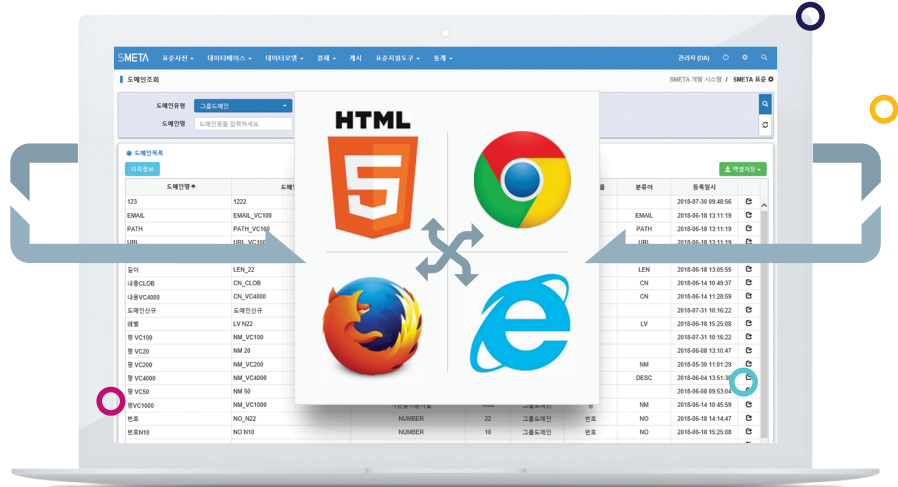 SMETA 표준사전 데이터베이스 데이터모델 결재 게시 표준지원도구 통계 관리자 (DA)
도메인조회 SMETA 개발 시스템 / SMETA 표준
도메인유형 그룹도메인
도메인명 도메인명을 입력하세요
HTML
5
도메인목록
이력정보 엑셀저장
도메인명 분류어 등록일시
123 1222 2018-07-30 09:48:56
EMAIL EMAIL_VC100 EMAIL 2018-06-18 13:11:19
PATH PATH_VC100 PATH 2018-06-18 13:11:19
URL URL_VC100 URL 2018-06-18 13:11:19
길이 LEN_22 LEN 2018-06-18 13:05:55
내용CLOB CN_CLOB CN 2018-06-14 10:49:37
내용VC4000 CN_VC4000 CN 2018-06-14 11:28:59
도메인신규 도메인신규 2018-07-31 10:16:22
레벨 LV N22 LV 2018-06-18 15:25:08
명 VC100 NM_VC100 2018-07-31 10:16:22
명 VC20 NM 20 2018-06-08 13:10:47
명 VC200 NM_VC200 NM 2018-05-30 11:01:29
명 VC4000 NM_VC4000 DESC 2018-06-04 13:51:38
명 VC50 NM 50 2018-06-08 09:53:04
명VC1000 NM_VC1000 NM 2018-06-14 10:45:59
번호 NO_N22 NUMBER 22 그룹도메인 번호 NO 2018-06-18 14:14:47
번호N10 NO N10 NUMBER 10 그룹도메인 번호 NO 2018-06-18 15:25:08